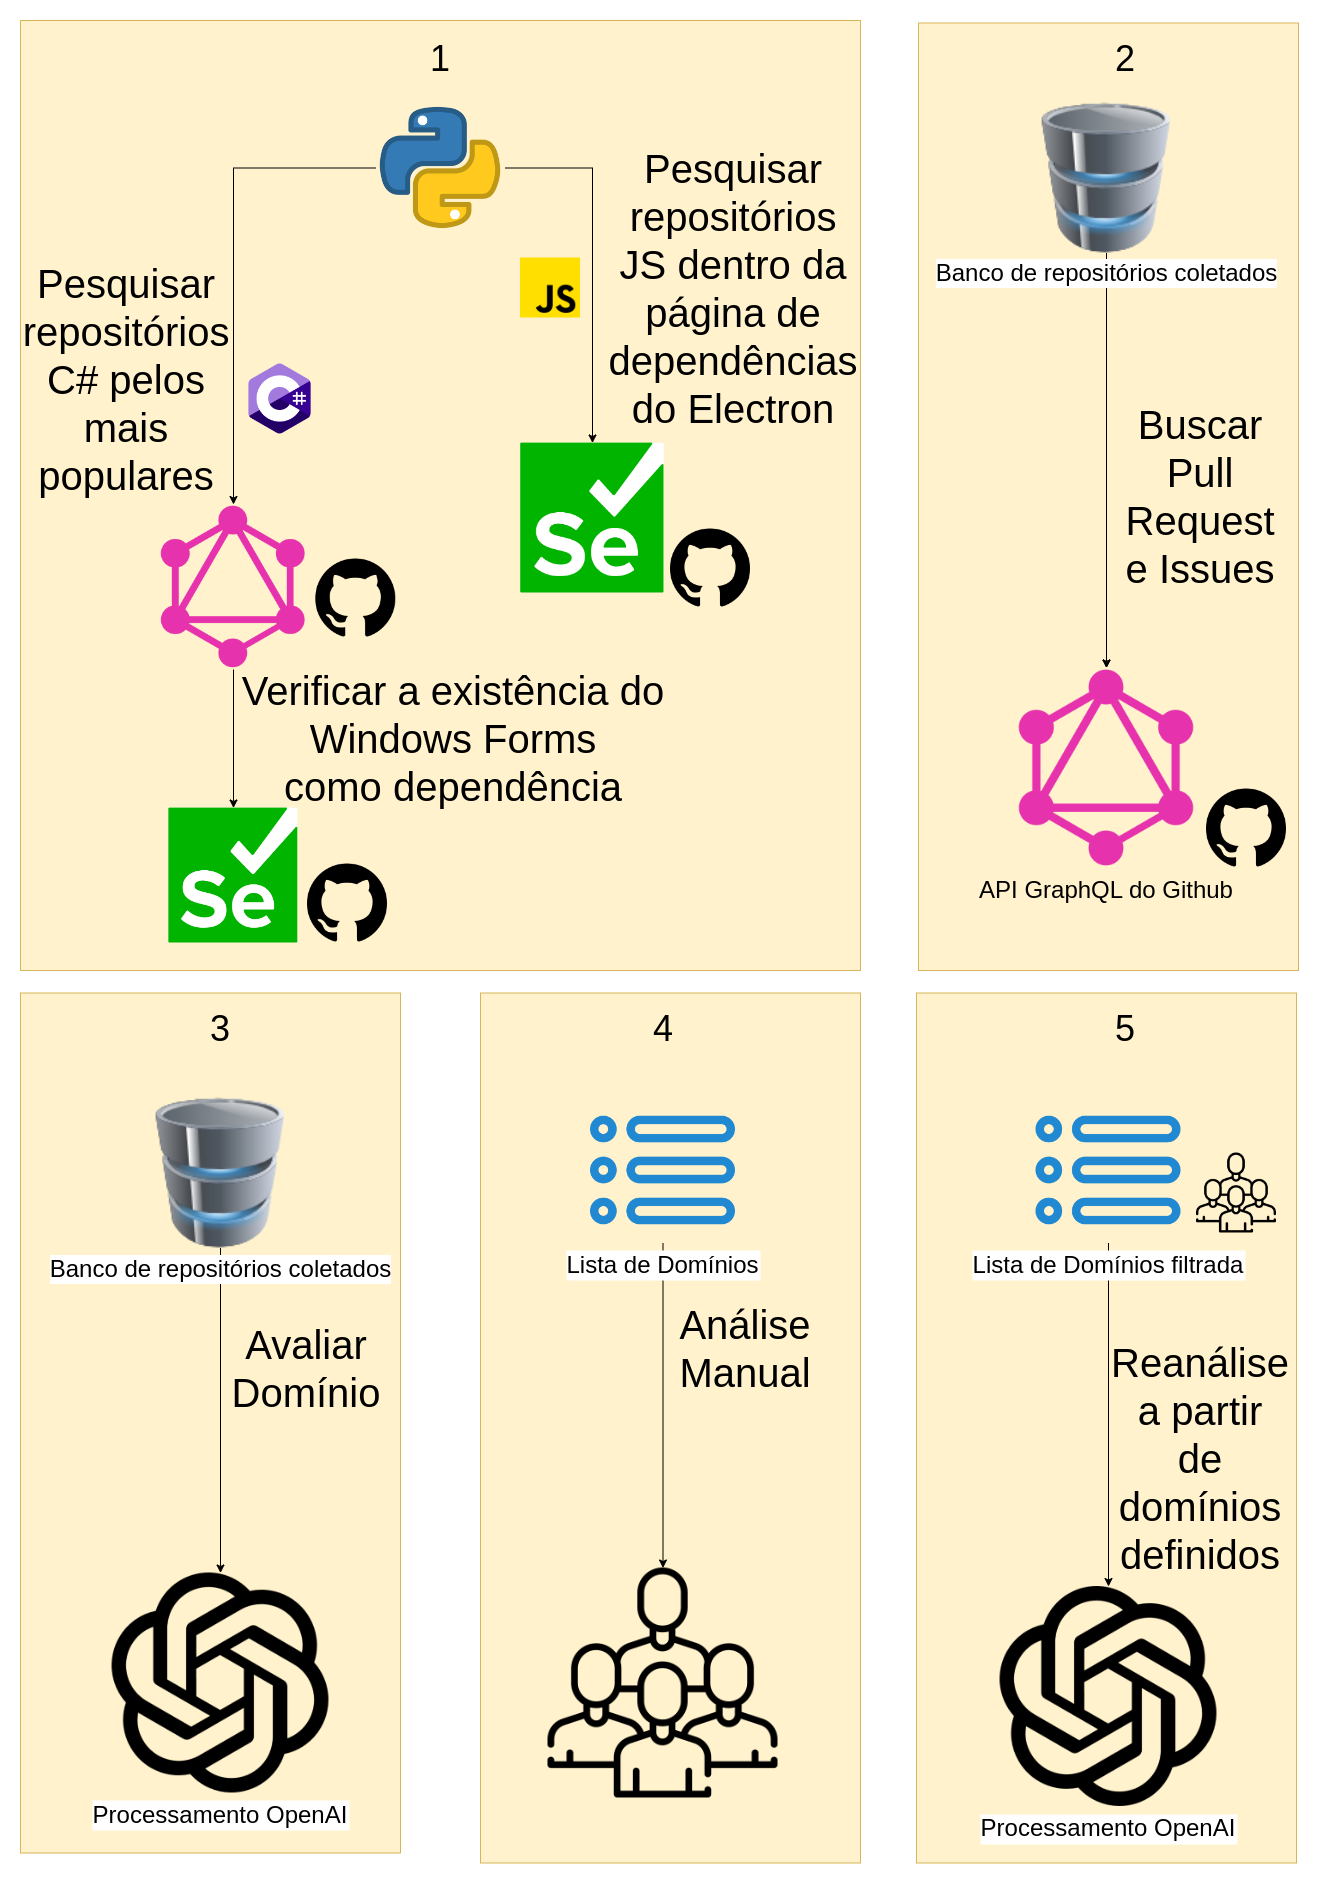 1
Pesquisar
repositórios
C# pelos
mais
populares
C#
JS
Pesquisar
repositórios
JS dentro da
página de
dependências
do Electron
Se
Verificar a existência do
Windows Forms
como dependência
Se
2
Banco de repositórios coletados
Buscar
Pull
Request
e Issues
API GraphQL do Github
3
Banco de repositórios coletados
Avaliar
Domínio
Processamento OpenAI
4
Lista de Domínios
Análise
Manual
5
Lista de Domínios filtrada
Reanálise
a partir
de
domínios
definidos
Processamento OpenAI